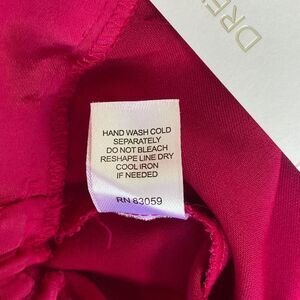 DRE
HAND WASH COLD
SEPARATELY
DO NOT BLEACH
RESHAPE LINE DRY
COOL IRON
IF NEEDED
RN 83059